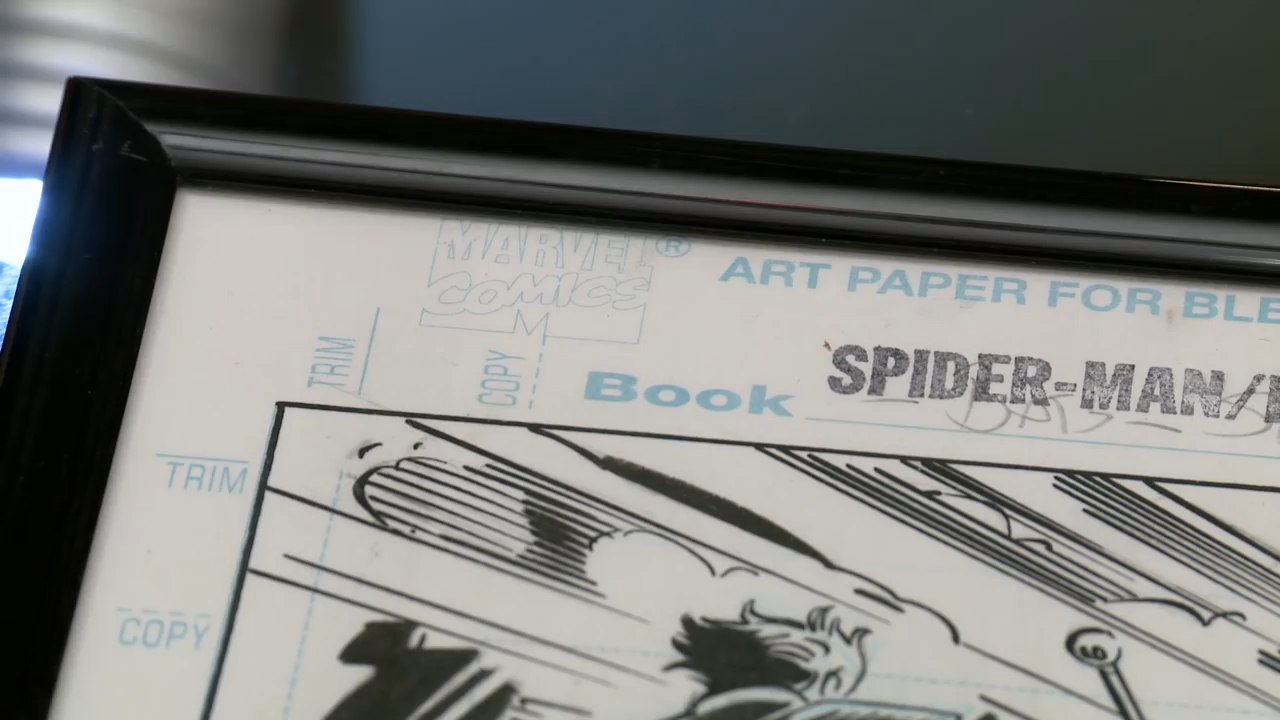 MARVEL®
COMICS
M
ART PAPER FOR BLE
TRIM
COPY
Book
SPIDER-MAN/
TRIM
COPY